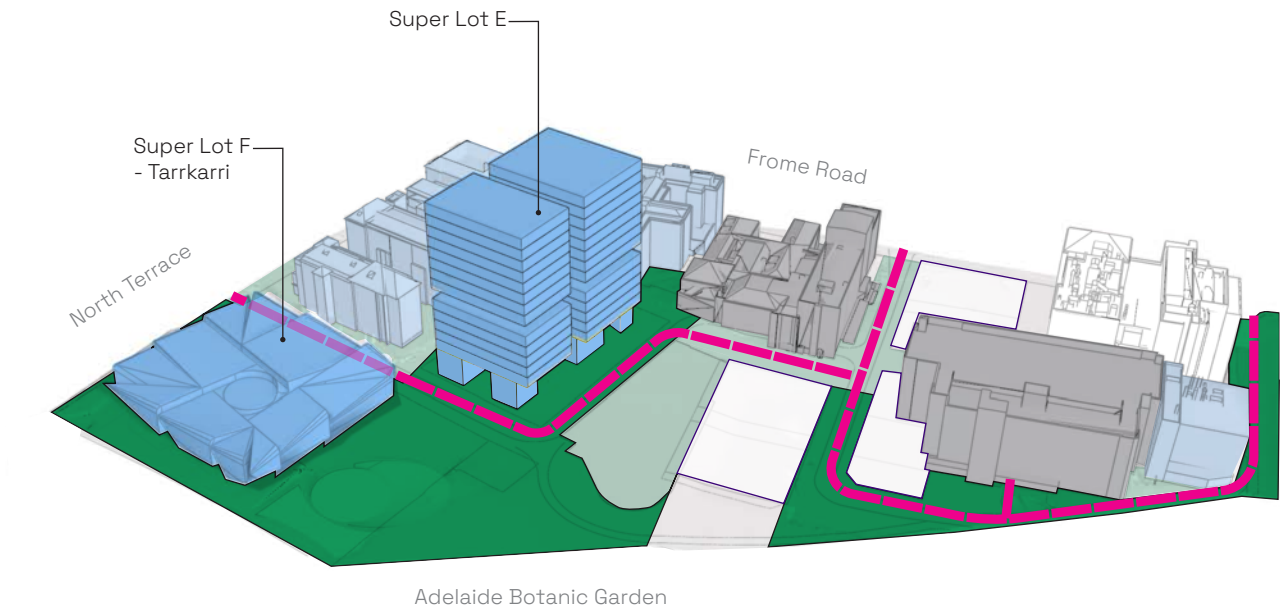 Super Lot E
Super Lot F
- Tarrkarri
Frome Road
North Terrace
Adelaide Botanic Garden